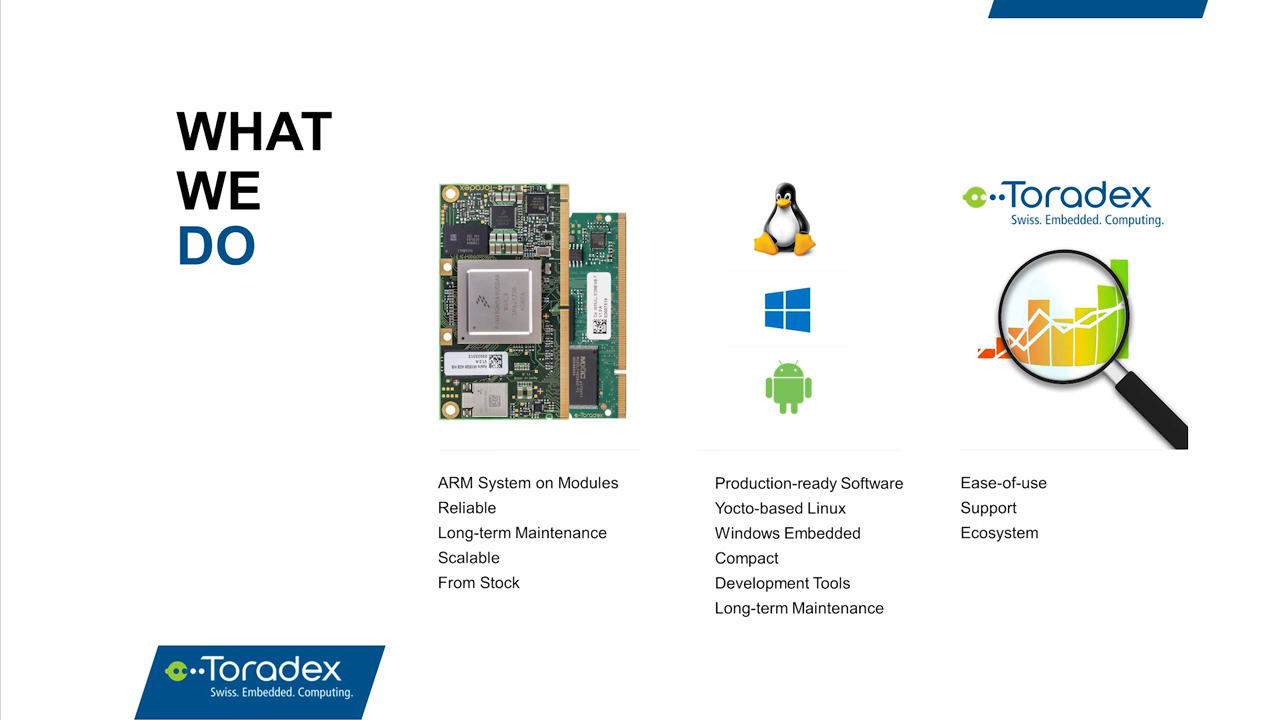 WHAT
WE
DO
Toradex
Swiss. Embedded. Computing.
ARM System on Modules
Reliable
Long-term Maintenance
Scalable
From Stock
Production-ready Software
Yocto-based Linux
Windows Embedded
Compact
Development Tools
Long-term Maintenance
Ease-of-use
Support
Ecosystem
Toradex
Swiss. Embedded. Computing.